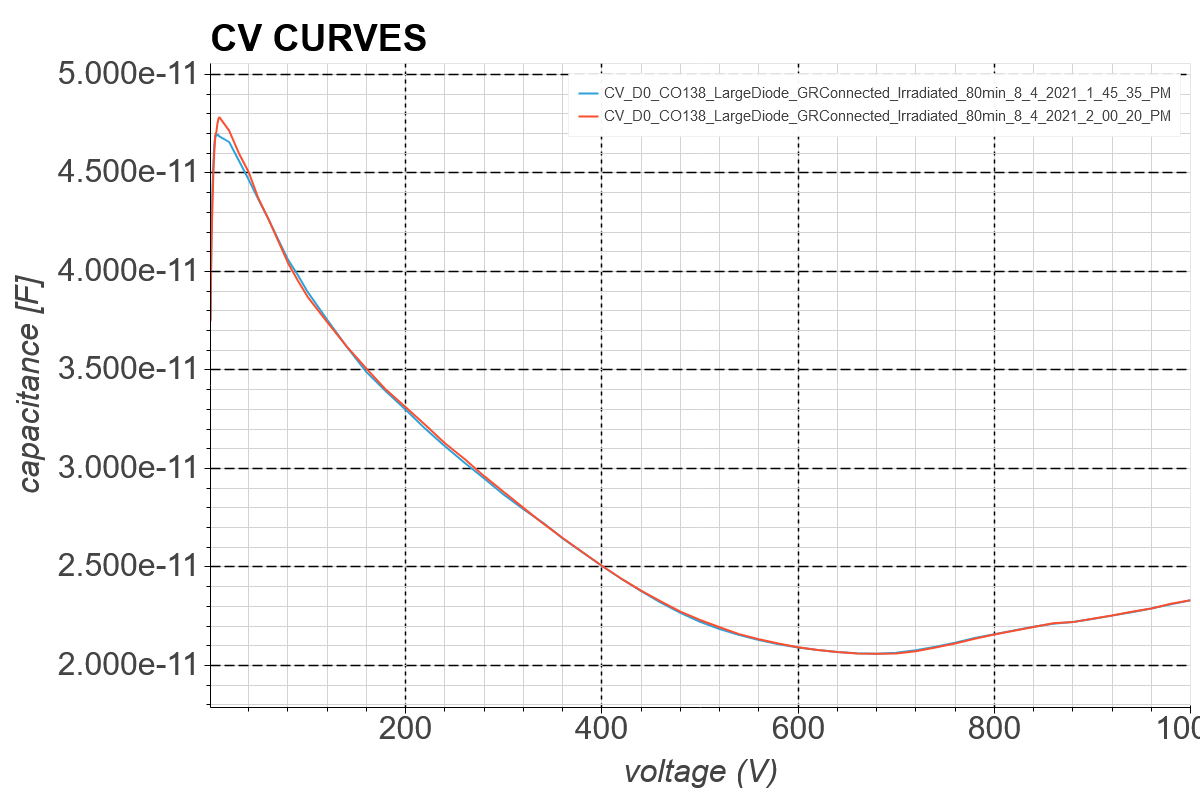 CV CURVES
5.000e-11
CV_D0_CO138_LargeDiode_GRConnected_Irradiated_80min_8_4_2021_1_45_35_PM
CV_D0_CO138_LargeDiode_GRConnected_Irradiated_80min_8_4_2021_2_00_20_PM
4.500e-11
4.000e-11
capacitance [F]
3.500e-11
3.000e-11
2.500e-11
2.000e-11
200 400 600 800 100
voltage (V)